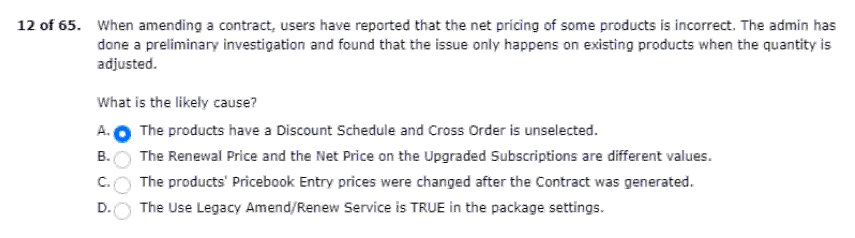 12 of 65. When amending a contract, users have reported that the net pricing of some products is incorrect. The admin has
done a preliminary investigation and found that the issue only happens on existing products when the quantity is
adjusted.
What is the likely cause?
A. The products have a Discount Schedule and Cross Order is unselected.
B. The Renewal Price and the Net Price on the Upgraded Subscriptions are different values.
C. The products' Pricebook Entry prices were changed after the Contract was generated.
D. The Use Legacy Amend/Renew Service is TRUE in the package settings.